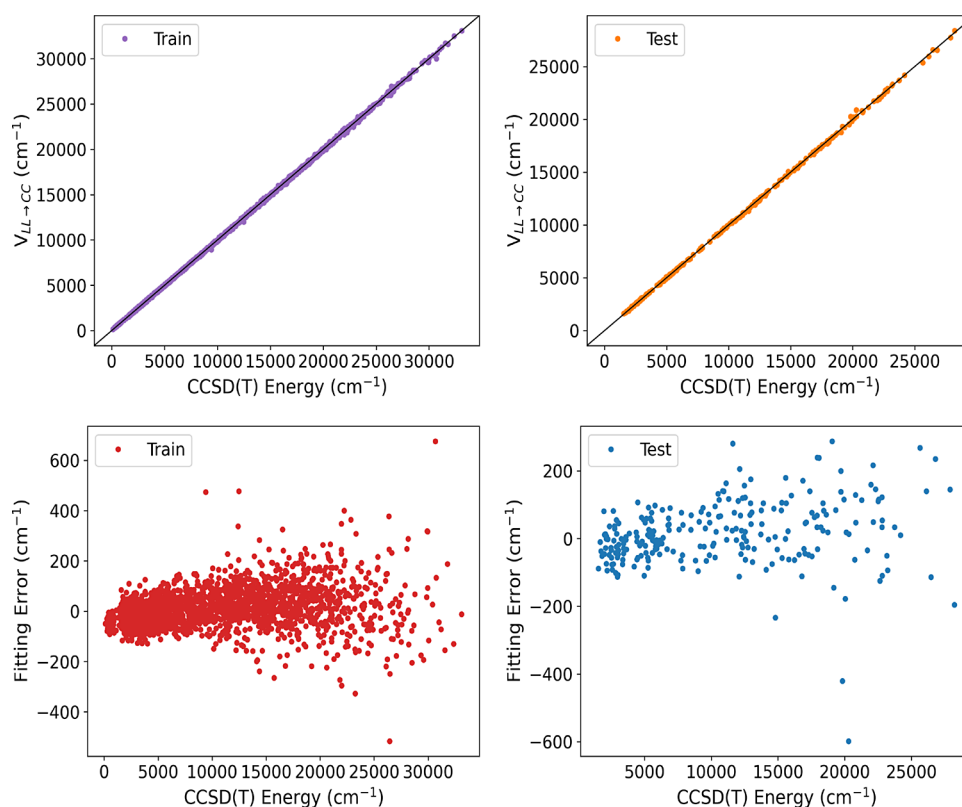 Train
30000
25000
20000
15000
10000
5000
0
V_{LL→CC} (cm⁻¹)
0 5000 10000 15000 20000 25000 30000
CCSD(T) Energy (cm⁻¹)
Test
25000
20000
15000
10000
5000
0
V_{LL→CC} (cm⁻¹)
0 5000 10000 15000 20000 25000
CCSD(T) Energy (cm⁻¹)
Train
600
400
200
0
−200
−400
Fitting Error (cm⁻¹)
0 5000 10000 15000 20000 25000 30000
CCSD(T) Energy (cm⁻¹)
Test
200
0
−200
−400
−600
Fitting Error (cm⁻¹)
5000 10000 15000 20000 25000
CCSD(T) Energy (cm⁻¹)